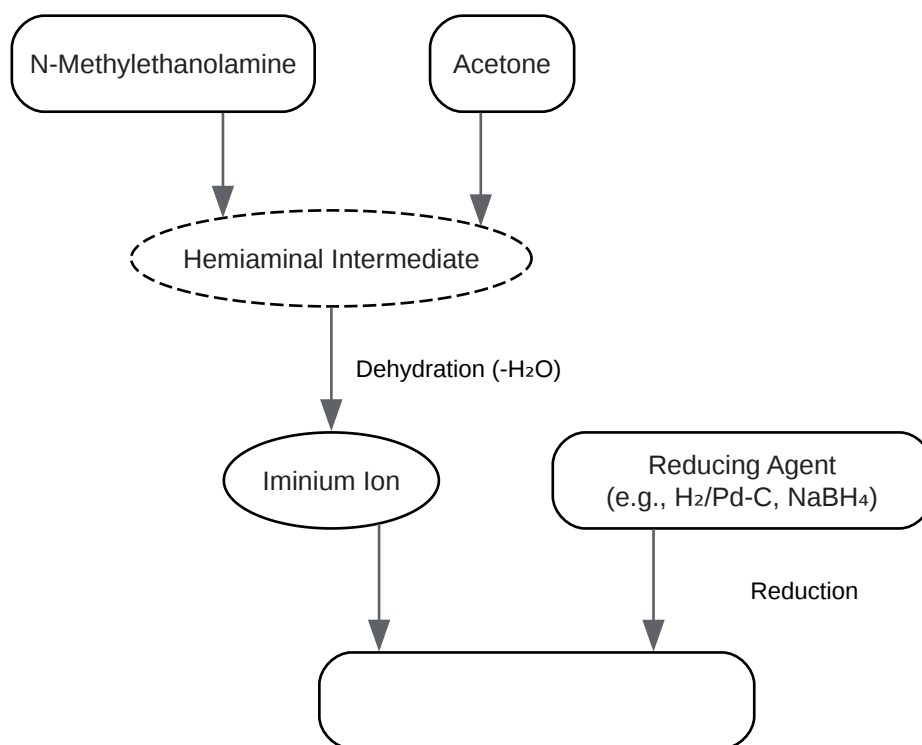 N-Methylethanolamine
Acetone
Hemiaminal Intermediate
Dehydration (-H₂O)
Iminium Ion
Reducing Agent
(e.g., H₂/Pd-C, NaBH₄)
Reduction